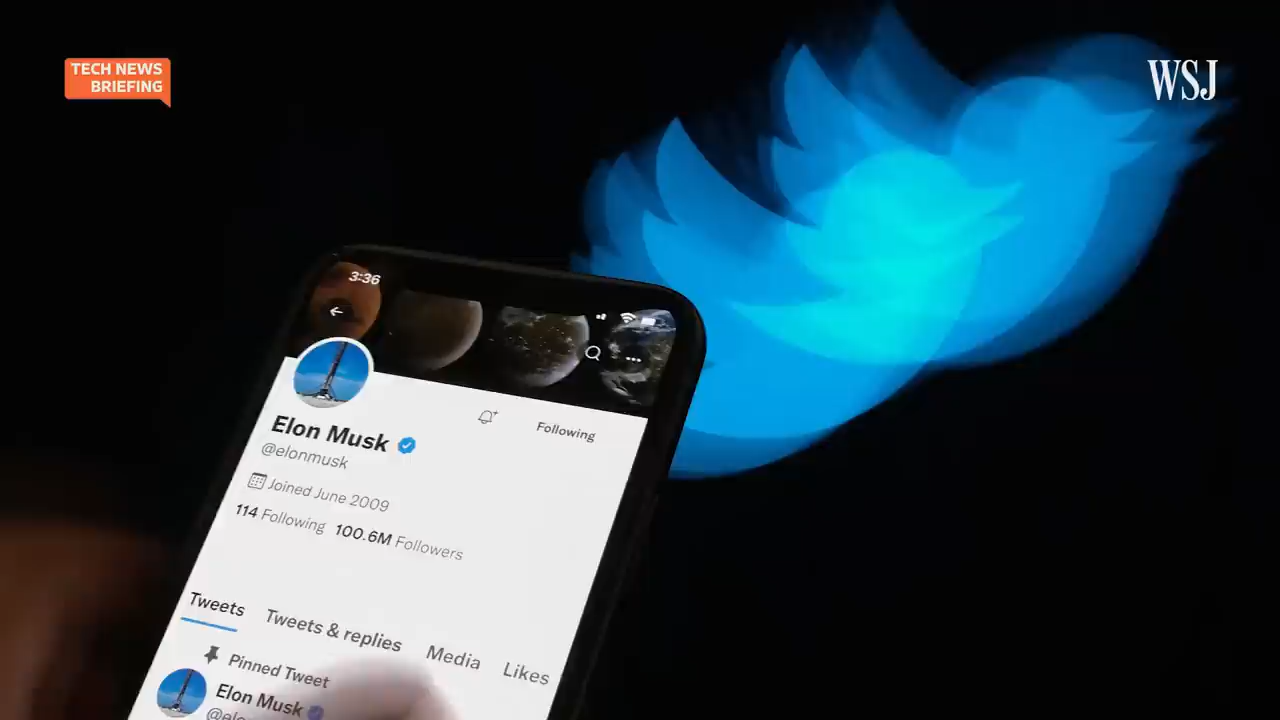 TECH NEWS
BRIEFING
WSJ
3:36
Following
Elon Musk
@elonmusk
Joined June 2009
114 Following 100.6M Followers
Tweets Tweets & replies Media Likes
Pinned Tweet
Elon Musk